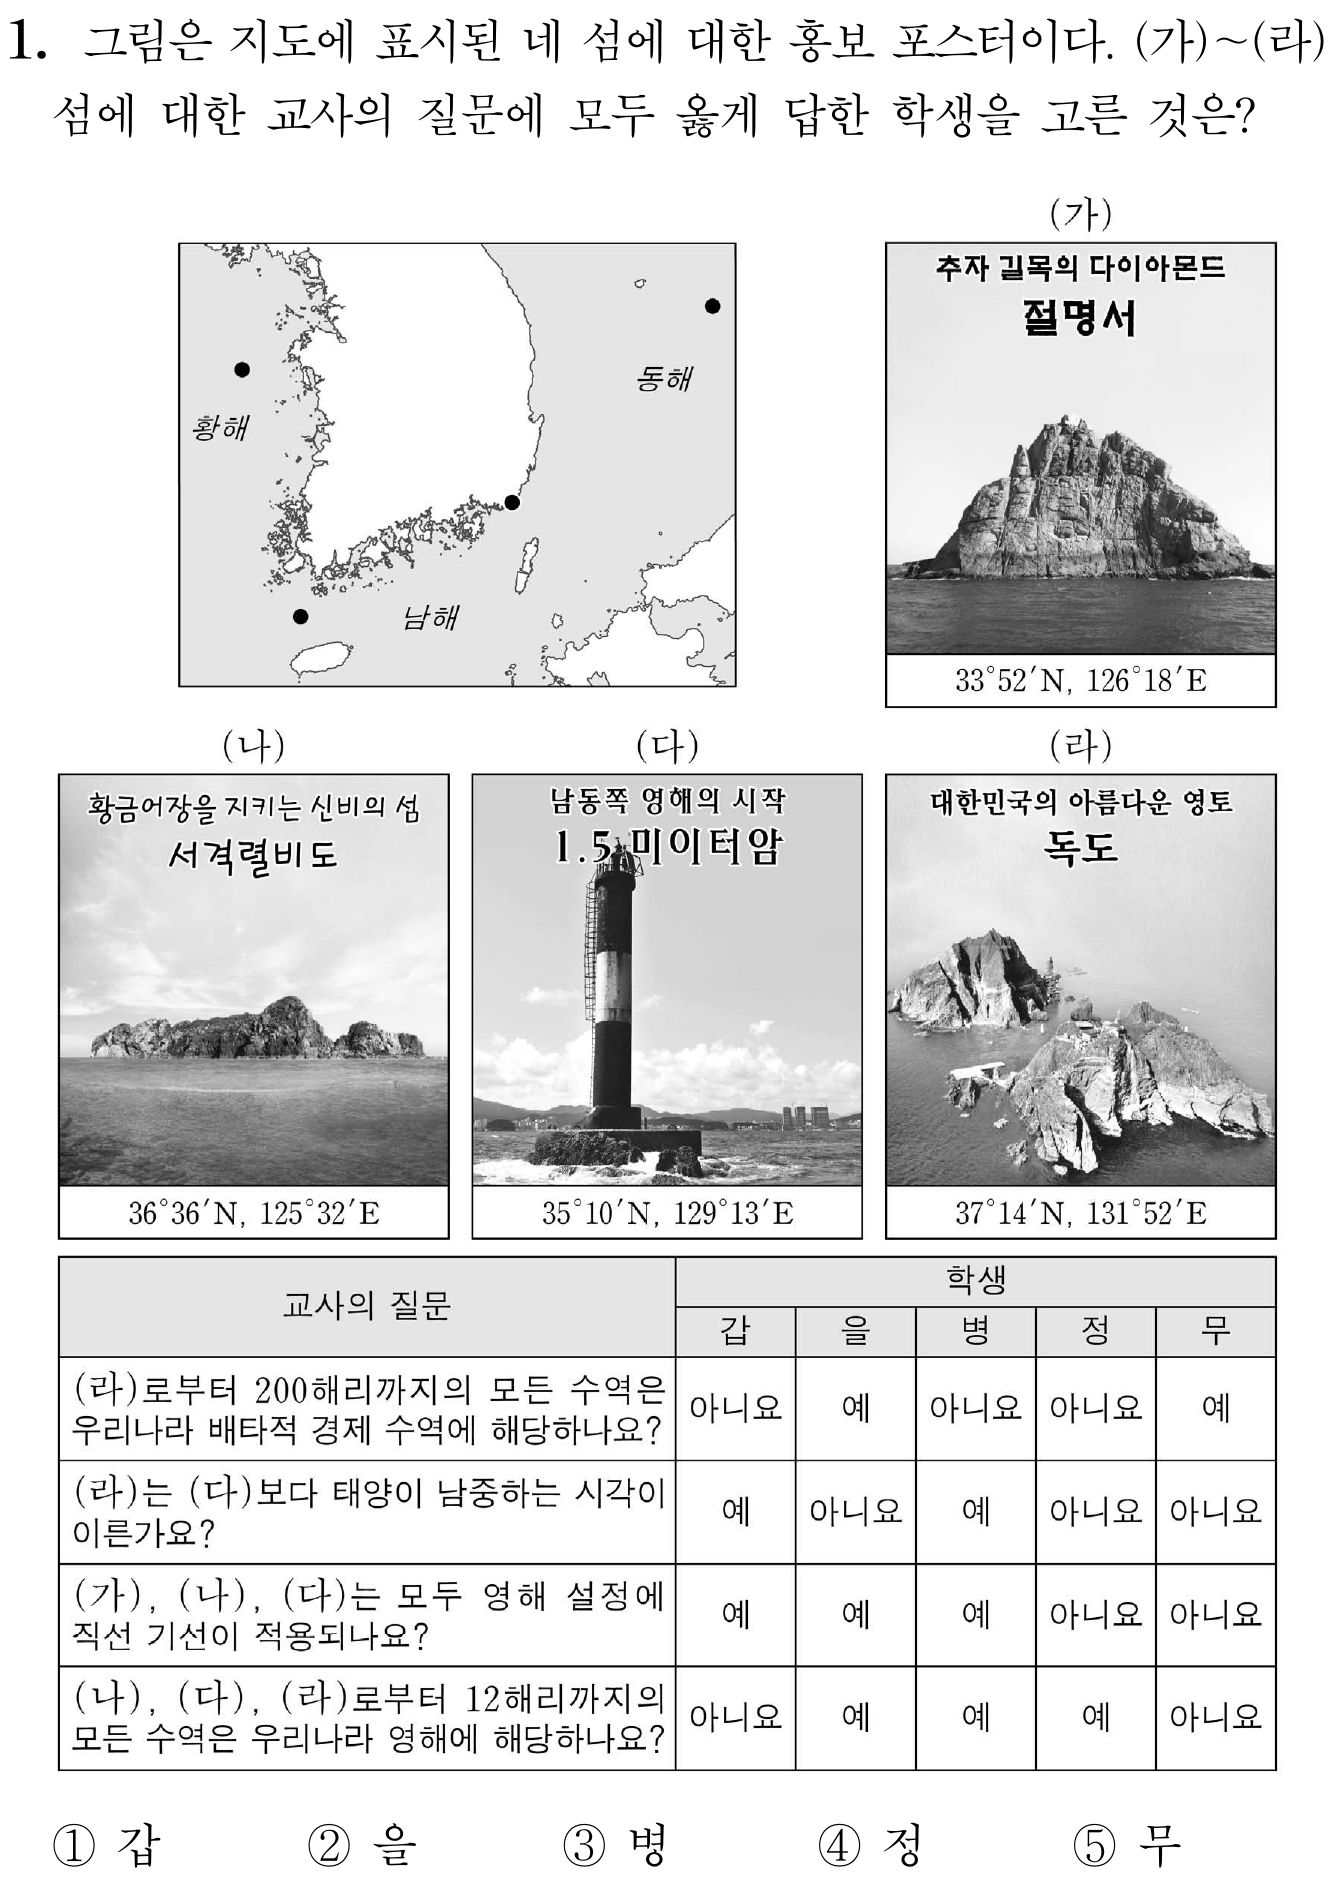 1. 그림은 지도에 표시된 네 섬에 대한 홍보 포스터이다. (가)~(라)
섬에 대한 교사의 질문에 모두 옳게 답한 학생을 고른 것은?
황해
동해
남해
(가)
추자 길목의 다이아몬드
절명서
33°52′N, 126°18′E
(나)
황금어장을 지키는 신비의 섬
서격렬비도
36°36′N, 125°32′E
(다)
남동쪽 영해의 시작
1.5 미이터암
35°10′N, 129°13′E
(라)
대한민국의 아름다운 영토
독도
37°14′N, 131°52′E
교사의 질문 학생
갑 을 병 정 무
(라)로부터 200해리까지의 모든 수역은
우리나라 배타적 경제 수역에 해당하나요?
아니요 예 아니요 아니요 예
(라)는 (다)보다 태양이 남중하는 시각이
이른가요?
예 아니요 예 아니요 아니요
(가), (나), (다)는 모두 영해 설정에
직선 기선이 적용되나요?
예 예 예 아니요 아니요
(나), (다), (라)로부터 12해리까지의
모든 수역은 우리나라 영해에 해당하나요?
아니요 예 예 예 아니요
① 갑 ② 을 ③ 병 ④ 정 ⑤ 무